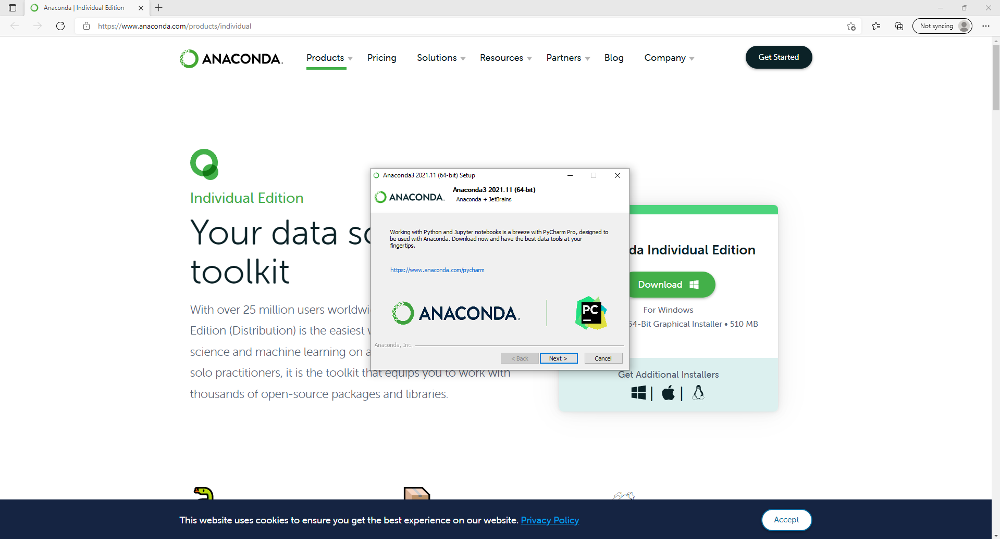 Anaconda | Individual Edition
https://www.anaconda.com/products/individual
Not syncing
ANACONDA.
Products
Pricing
Solutions
Resources
Partners
Blog
Company
Get Started
Individual Edition
Your data sc
toolkit
With over 25 million users worldwi
Edition (Distribution) is the easiest
science and machine learning on a
solo practitioners, it is the toolkit that equips you to work with
thousands of open-source packages and libraries.
Anaconda3 2021.11 (64-bit) Setup
ANACONDA.
Anaconda3 2021.11 (64-bit)
Anaconda + JetBrains
Working with Python and Jupyter notebooks is a breeze with PyCharm Pro, designed to
be used with Anaconda. Download now and have the best data tools at your
fingertips.
https://www.anaconda.com/pycharm
ANACONDA.
PC
Anaconda, Inc.
< Back
Next >
Cancel
da Individual Edition
Download
For Windows
64-Bit Graphical Installer • 510 MB
Get Additional Installers
This website uses cookies to ensure you get the best experience on our website. Privacy Policy
Accept